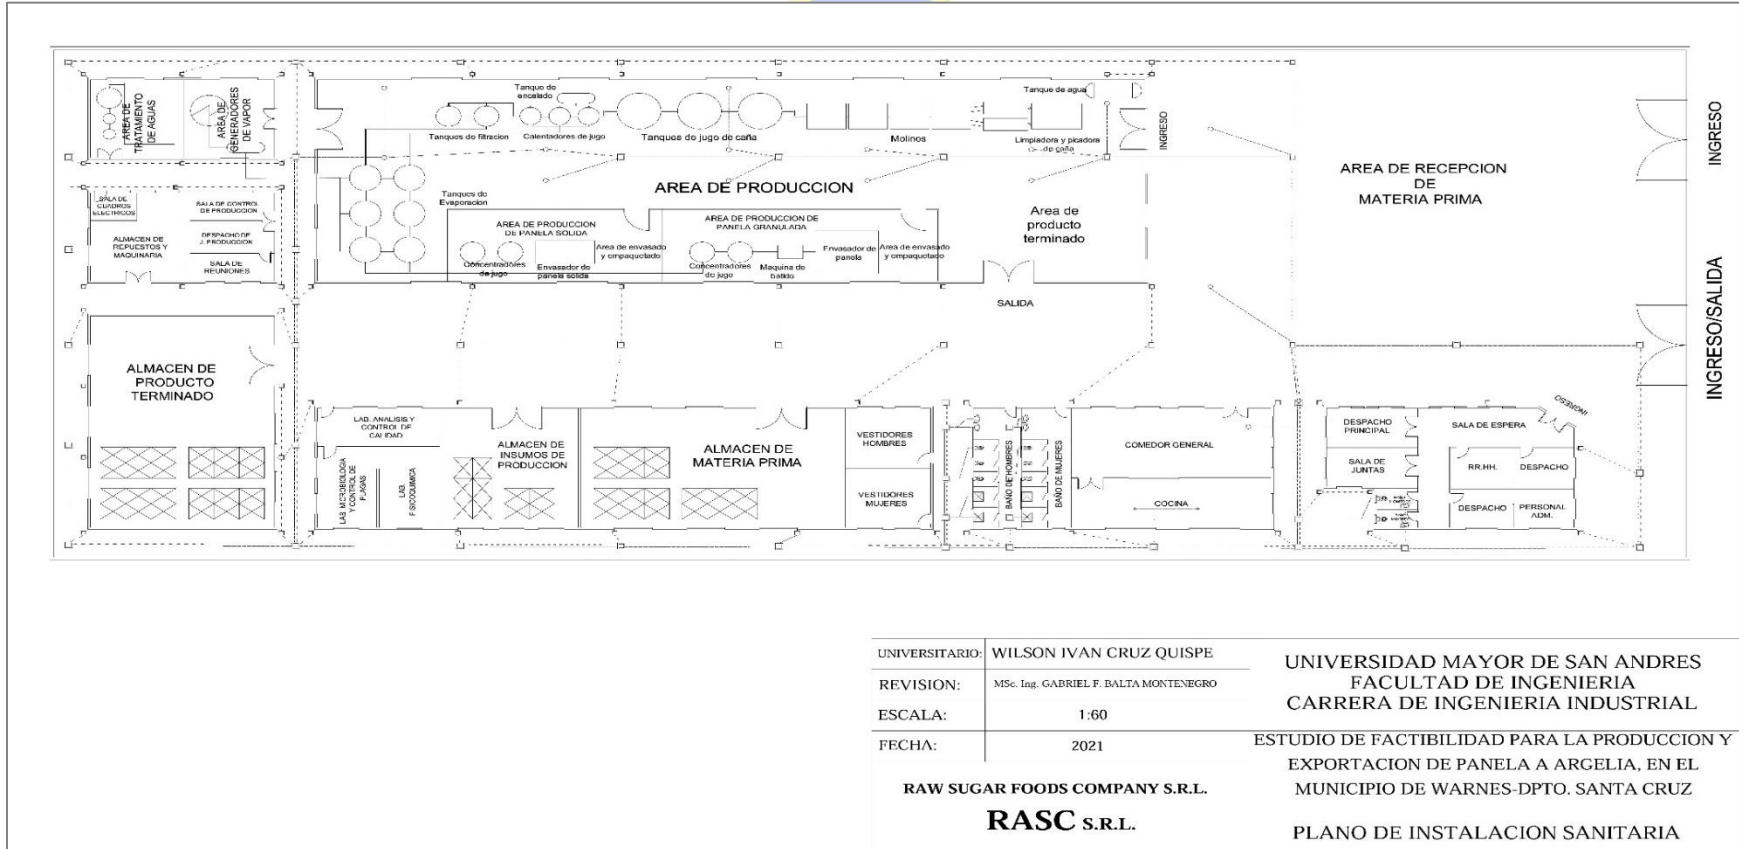 AREA DE
TRATAMIENTO
DE AGUAS
AREA DE
GENERADORES
DE VAPOR
Tanque de
encalado
Tanques de filtracion
Calentadores de jugo
Tanques de jugo de caña
Molinos
Tanque de agua
Limpiadora y picadora
de caña
INGRESO
AREA DE RECEPCION
DE
MATERIA PRIMA
INGRESO
INGRESO/SALIDA
SALA DE
CUADROS
ELECTRICOS
SALA DE CONTROL
DE PRODUCCION
ALMACEN DE
REPUESTOS Y
MAQUINARIA
DESPACHO DE
J. PRODUCCION
SALA DE
REUNIONES
AREA DE PRODUCCION
Tanques de
Evaporacion
AREA DE PRODUCCION
DE PANELA SOLIDA
Area de envasado
y empaquetado
Concentradores
de jugo
Envasador de
panela solida
AREA DE PRODUCCION DE
PANELA GRANULADA
Concentradores
de jugo
Maquina de
batido
Envasador de
panela
Area de envasado
y empaquetado
Area de
producto
terminado
SALIDA
ALMACEN DE
PRODUCTO
TERMINADO
LAB. ANALISIS Y
CONTROL DE
CALIDAD
LAB. MICROBIOLOGIA
Y CONTROL DE
PLAGAS
LAB.
FISICOQUIMICA
ALMACEN DE
INSUMOS DE
PRODUCCION
ALMACEN DE
MATERIA PRIMA
VESTIDORES
HOMBRES
VESTIDORES
MUJERES
BAÑO DE HOMBRES
BAÑO DE MUJERES
COMEDOR GENERAL
COCINA
DESPACHO
PRINCIPAL
SALA DE
JUNTAS
SALA DE ESPERA
INGRESO
RR.HH.
DESPACHO
DESPACHO
PERSONAL
ADM.
UNIVERSITARIO: WILSON IVAN CRUZ QUISPE
REVISION: MSc. Ing. GABRIEL F. BALTA MONTENEGRO
ESCALA: 1:60
FECHA: 2021
RAW SUGAR FOODS COMPANY S.R.L.
RASC S.R.L.
UNIVERSIDAD MAYOR DE SAN ANDRES
FACULTAD DE INGENIERIA
CARRERA DE INGENIERIA INDUSTRIAL
ESTUDIO DE FACTIBILIDAD PARA LA PRODUCCION Y
EXPORTACION DE PANELA A ARGELIA, EN EL
MUNICIPIO DE WARNES-DPTO. SANTA CRUZ
PLANO DE INSTALACION SANITARIA